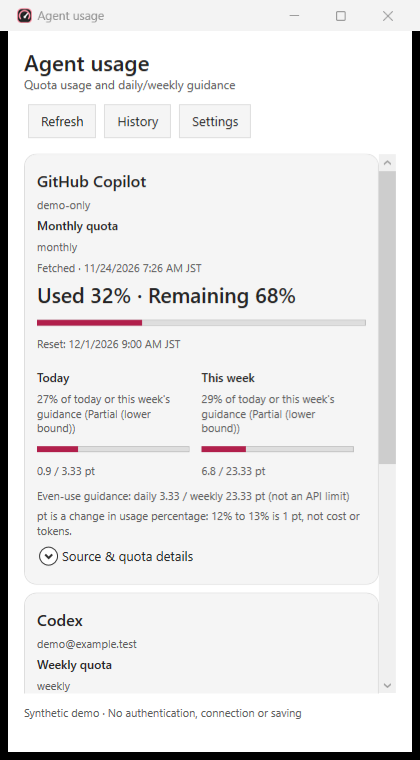 Agent usage
Agent usage
Quota usage and daily/weekly guidance
Refresh
History
Settings
GitHub Copilot
demo-only
Monthly quota
monthly
Fetched · 11/24/2026 7:26 AM JST
Used 32% · Remaining 68%
Reset: 12/1/2026 9:00 AM JST
Today
27% of today or this week's
guidance (Partial (lower
bound))
0.9 / 3.33 pt
This week
29% of today or this week's
guidance (Partial (lower
bound))
6.8 / 23.33 pt
Even-use guidance: daily 3.33 / weekly 23.33 pt (not an API limit)
pt is a change in usage percentage: 12% to 13% is 1 pt, not cost or
tokens.
Source & quota details
Codex
demo@example.test
Weekly quota
weekly
Synthetic demo · No authentication, connection or saving